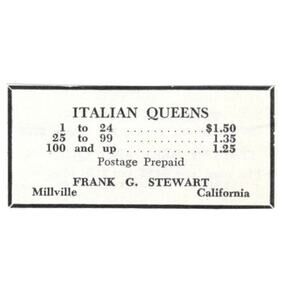 ITALIAN QUEENS
1 to 24 ............ $1.50
25 to 99 ............ 1.35
100 and up ............ 1.25
Postage Prepaid
FRANK G. STEWART
Millville California